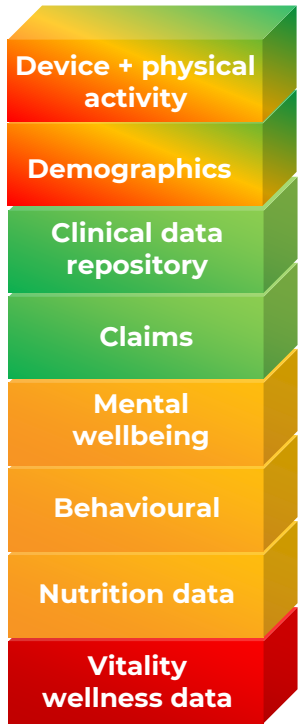 Device + physical
activity
Demographics
Clinical data
repository
Claims
Mental
wellbeing
Behavioural
Nutrition data
Vitality
wellness data